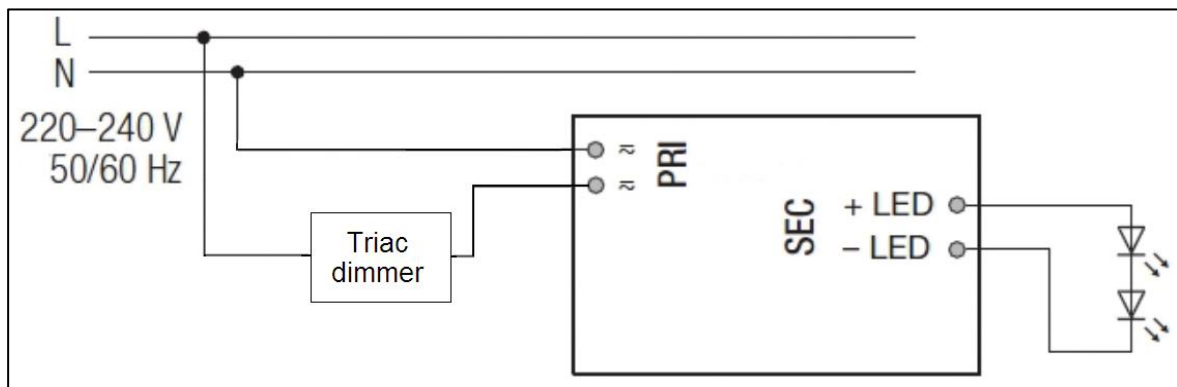 L
N
220–240 V
50/60 Hz
Triac
dimmer
≂
≂
PRI
SEC
+ LED
– LED